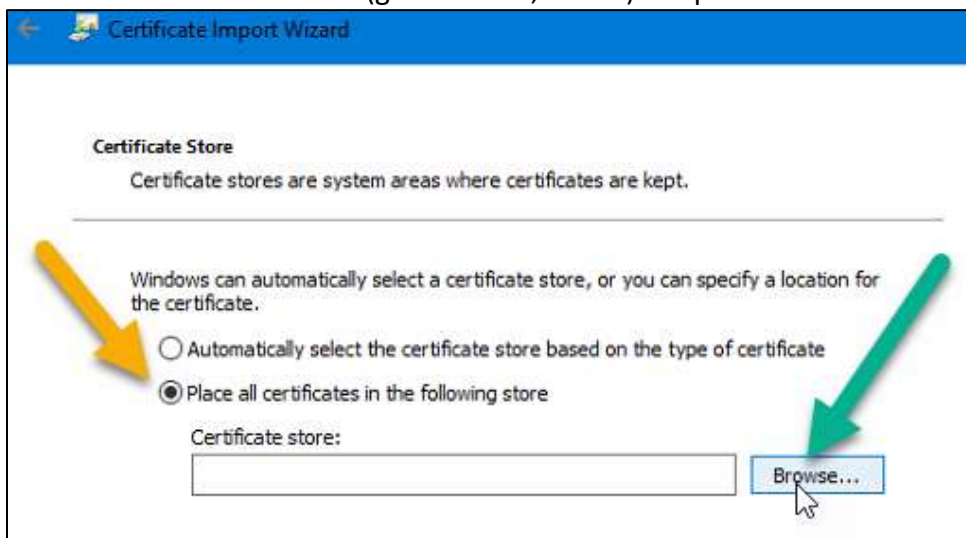 Certificate Import Wizard
Certificate Store
Certificate stores are system areas where certificates are kept.
Windows can automatically select a certificate store, or you can specify a location for
the certificate.
Automatically select the certificate store based on the type of certificate
Place all certificates in the following store
Certificate store:
Browse...